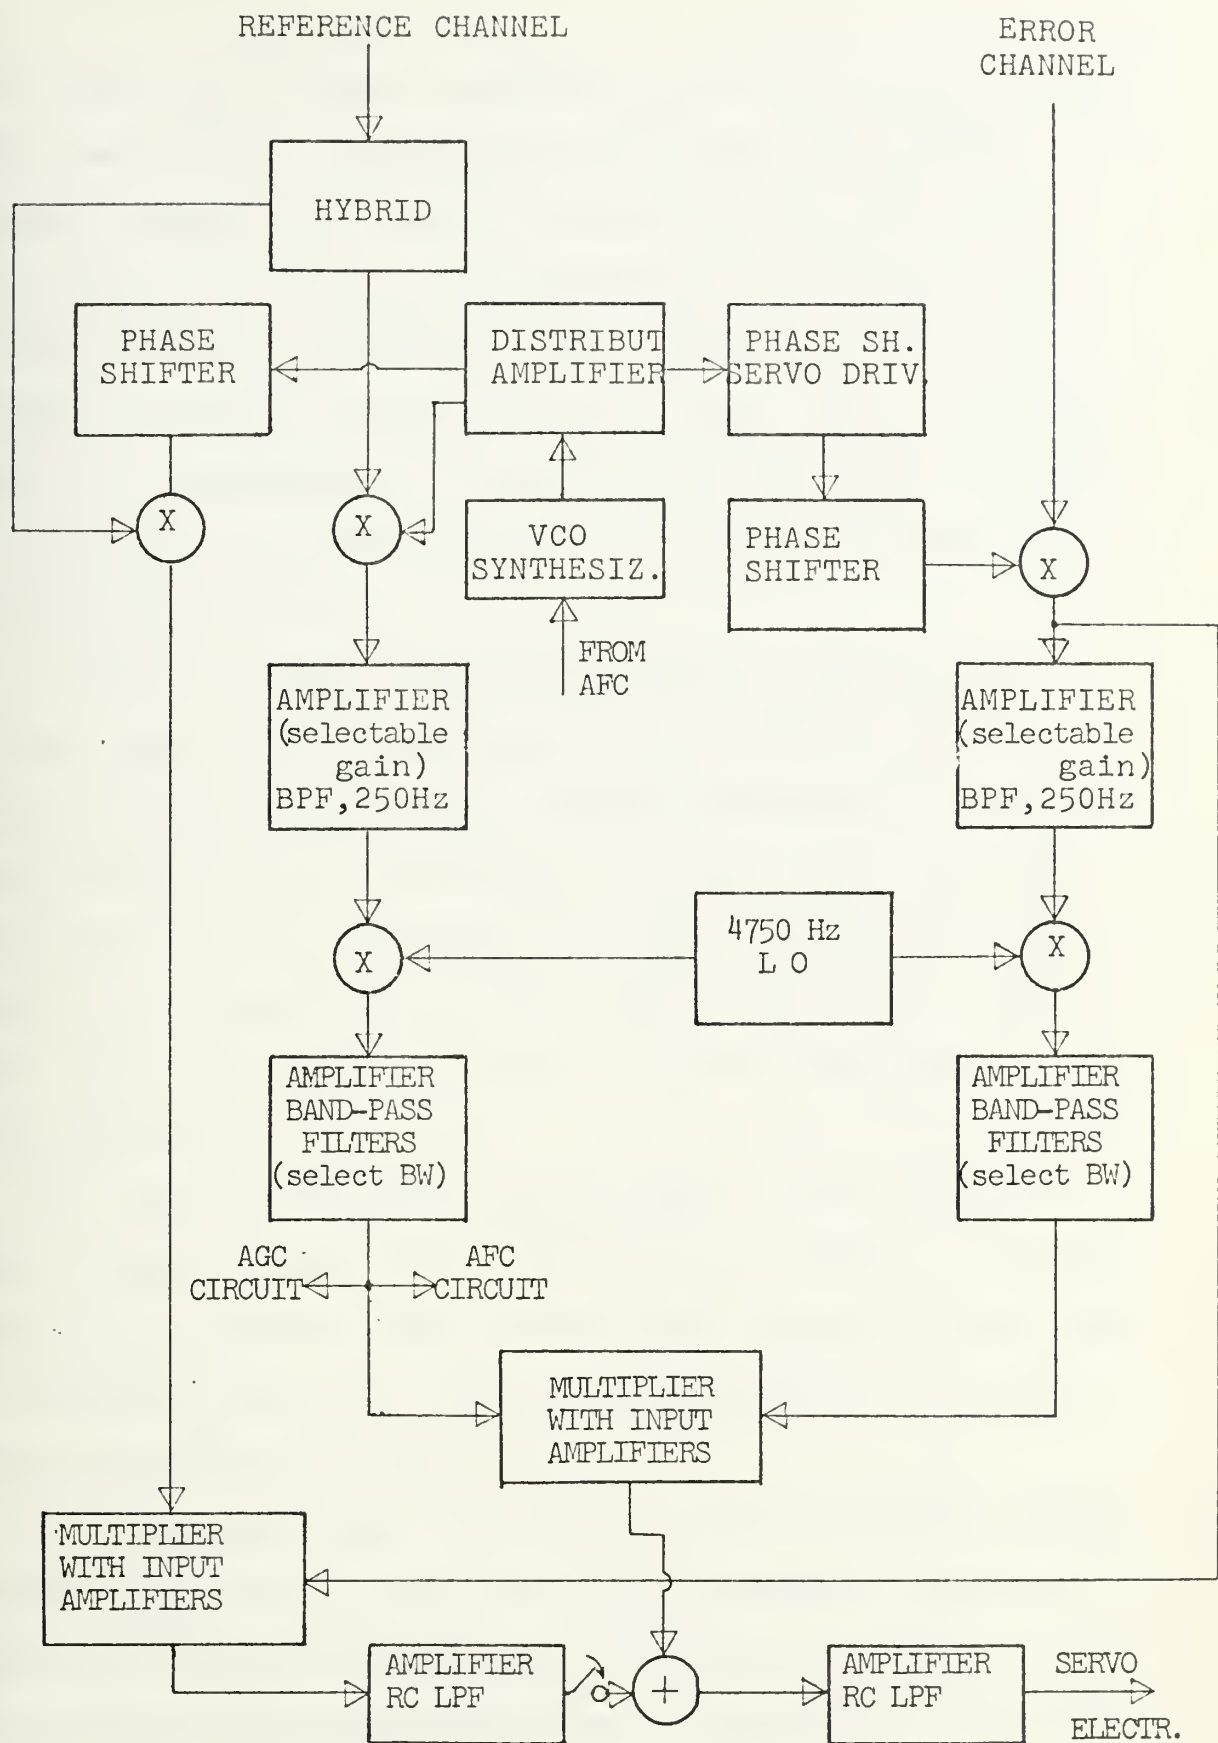 REFERENCE CHANNEL
ERROR
CHANNEL
HYBRID
PHASE
SHIFTER
DISTRIBUT
AMPLIFIER
PHASE SH.
SERVO DRIV.
X
X
VCO
SYNTHESIZ.
PHASE
SHIFTER
X
FROM
AFC
AMPLIFIER
(selectable
gain)
BPF, 250Hz
AMPLIFIER
(selectable
gain)
BPF, 250Hz
X
4750 Hz
L O
X
AMPLIFIER
BAND-PASS
FILTERS
(select BW)
AMPLIFIER
BAND-PASS
FILTERS
(select BW)
AGC
CIRCUIT
AFC
CIRCUIT
MULTIPLIER
WITH INPUT
AMPLIFIERS
MULTIPLIER
WITH INPUT
AMPLIFIERS
AMPLIFIER
RC LPF
+
AMPLIFIER
RC LPF
SERVO
ELECTR.